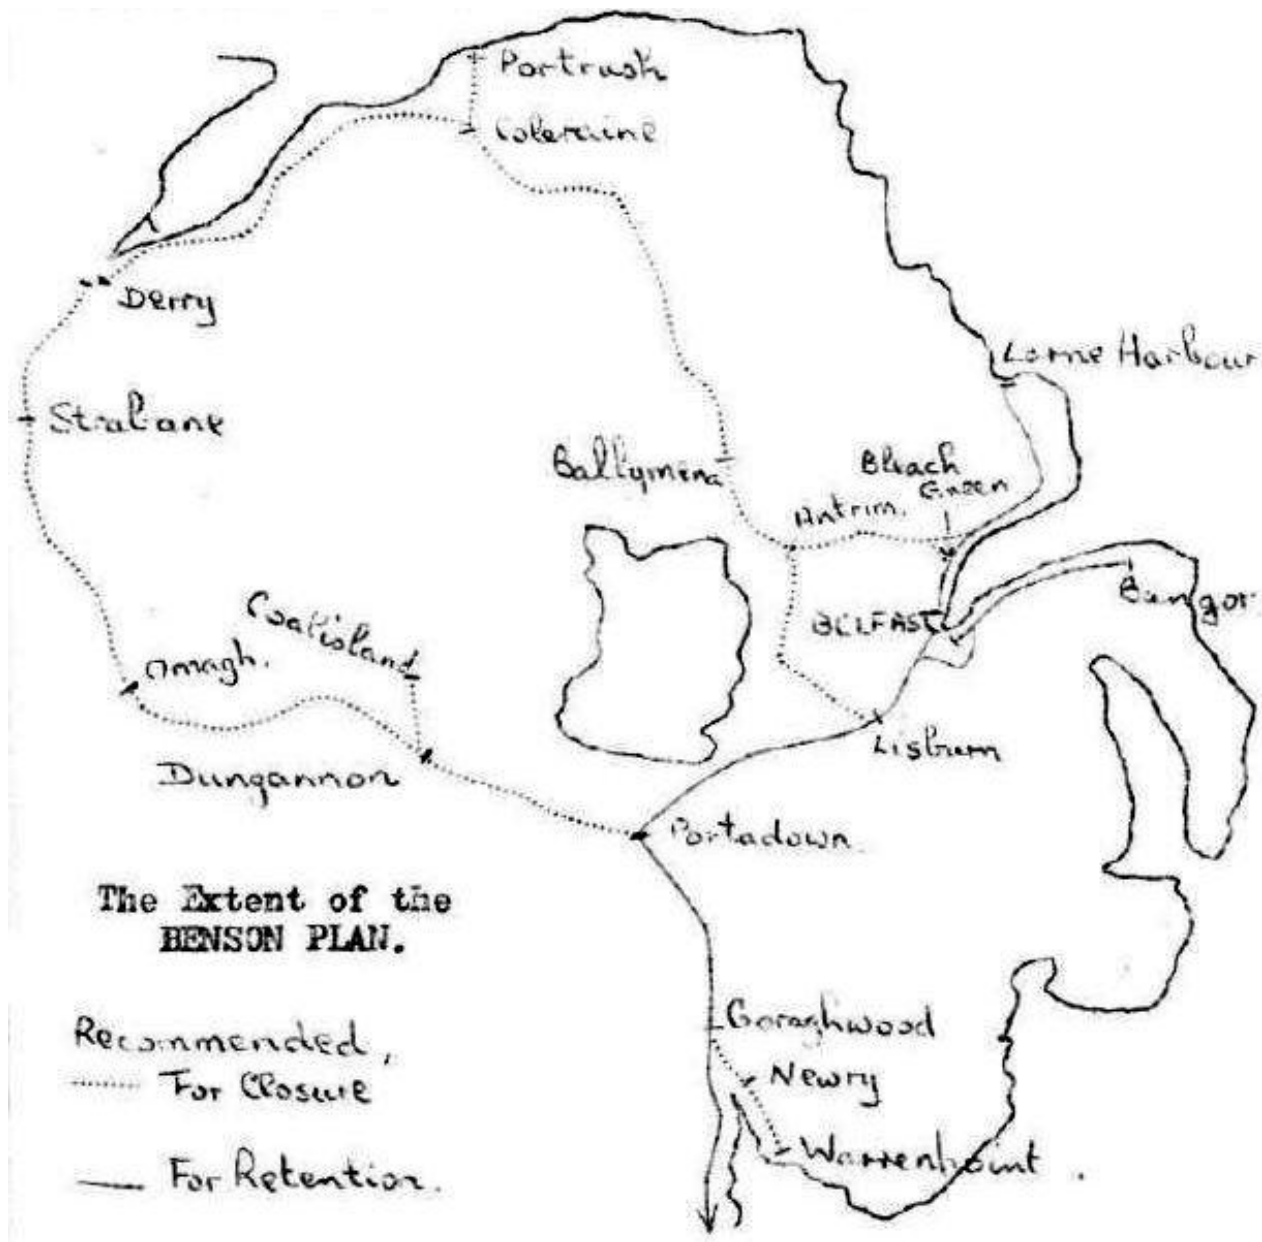 Portrush
Coleraine
Derry
Larne Harbour
Strabane
Ballymena
Bleach
Green
Antrim.
Bangor
BELFAST
Coalisland
Omagh.
Lisburn
Dungannon
Portadown.
The Extent of the
BENSON PLAN.
Goraghwood
Recommended,
For Closure
Newry
Warrenpoint.
For Retention.